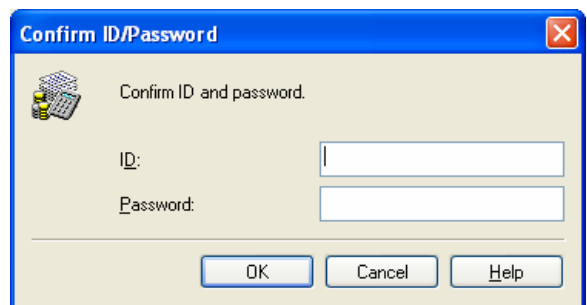 Confirm ID/Password
Confirm ID and password.
ID:
Password:
OK Cancel Help